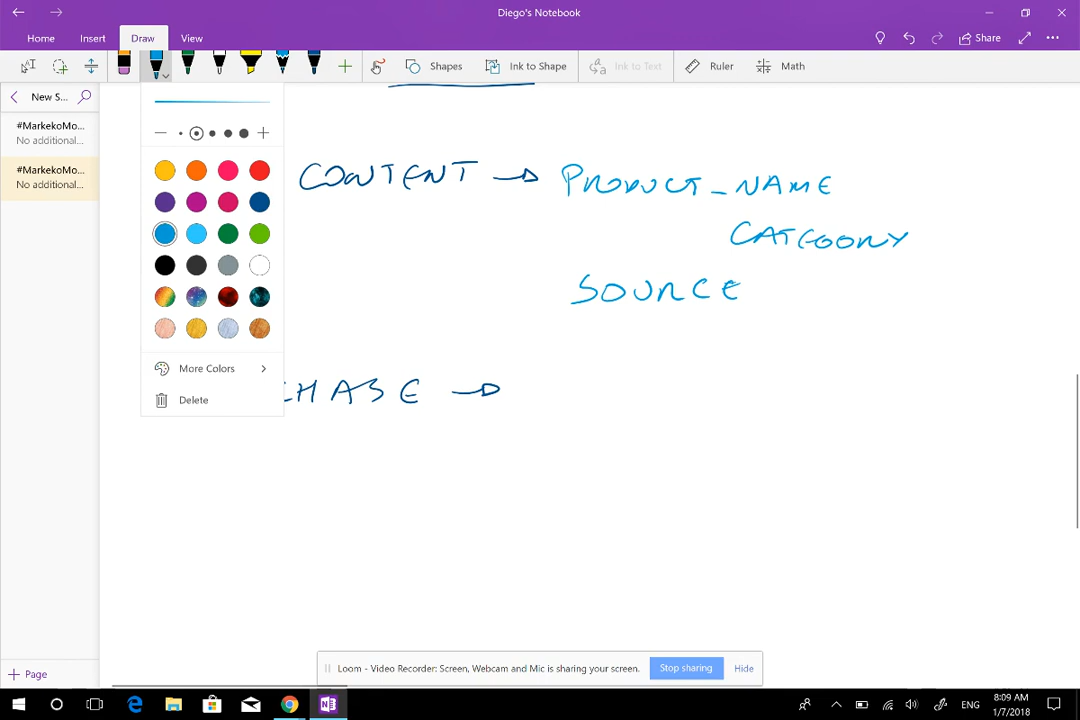 Diego's Notebook
Home Insert Draw View
Share
Shapes Ink to Shape Ink to Text Ruler Math
New S...
#MarkekoMo...
No additional...
#MarkekoMo...
No additional...
CONTENT → PRODUCT_NAME
CATEGORY
SOURCE
CHASE →
More Colors
Delete
Loom - Video Recorder: Screen, Webcam and Mic is sharing your screen. Stop sharing Hide
+ Page
ENG
8:09 AM
1/7/2018